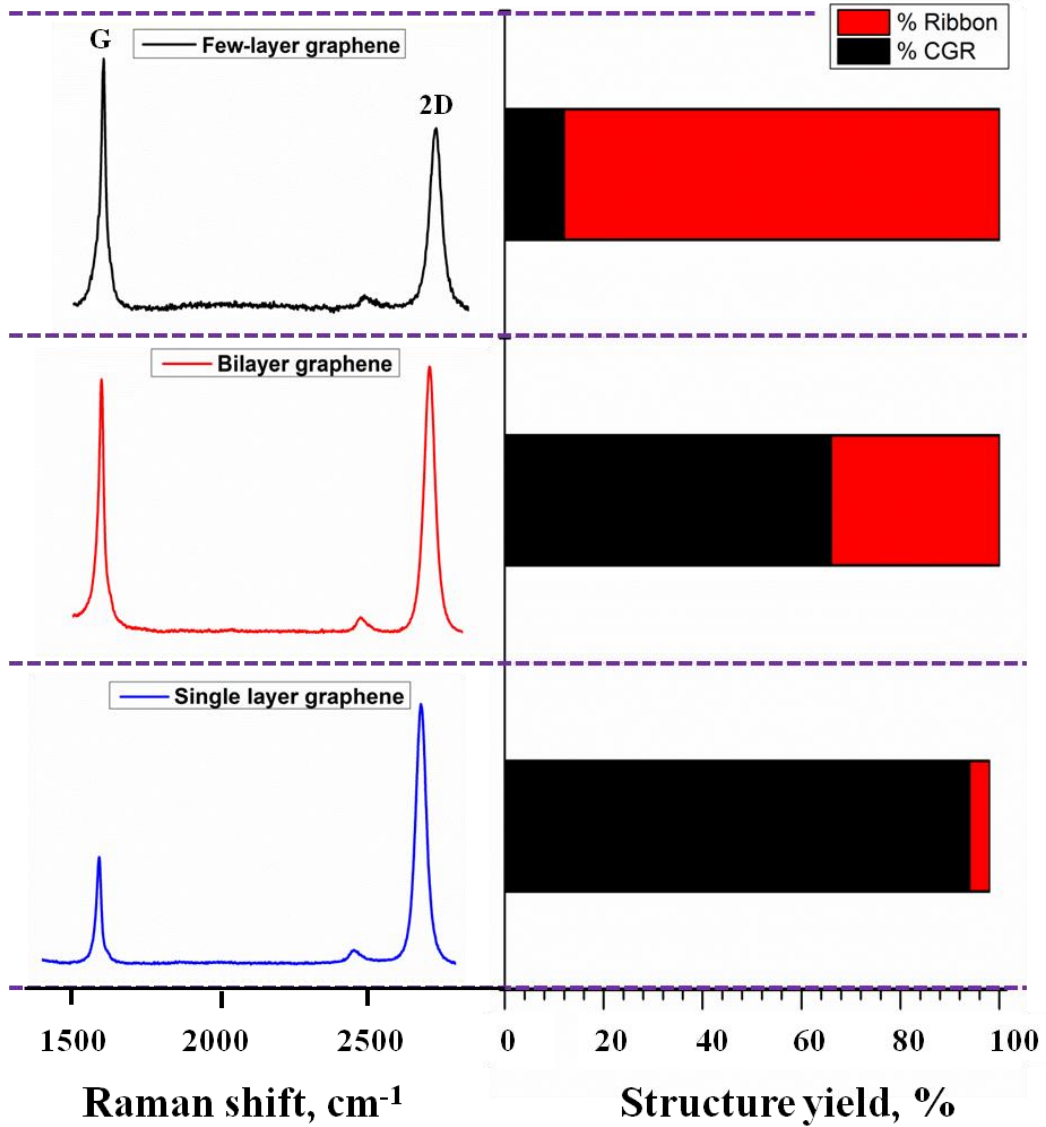 G
Few-layer graphene
2D
% Ribbon
% CGR
Bilayer graphene
Single layer graphene
1500 2000 2500
0 20 40 60 80 100
Raman shift, cm⁻¹
Structure yield, %